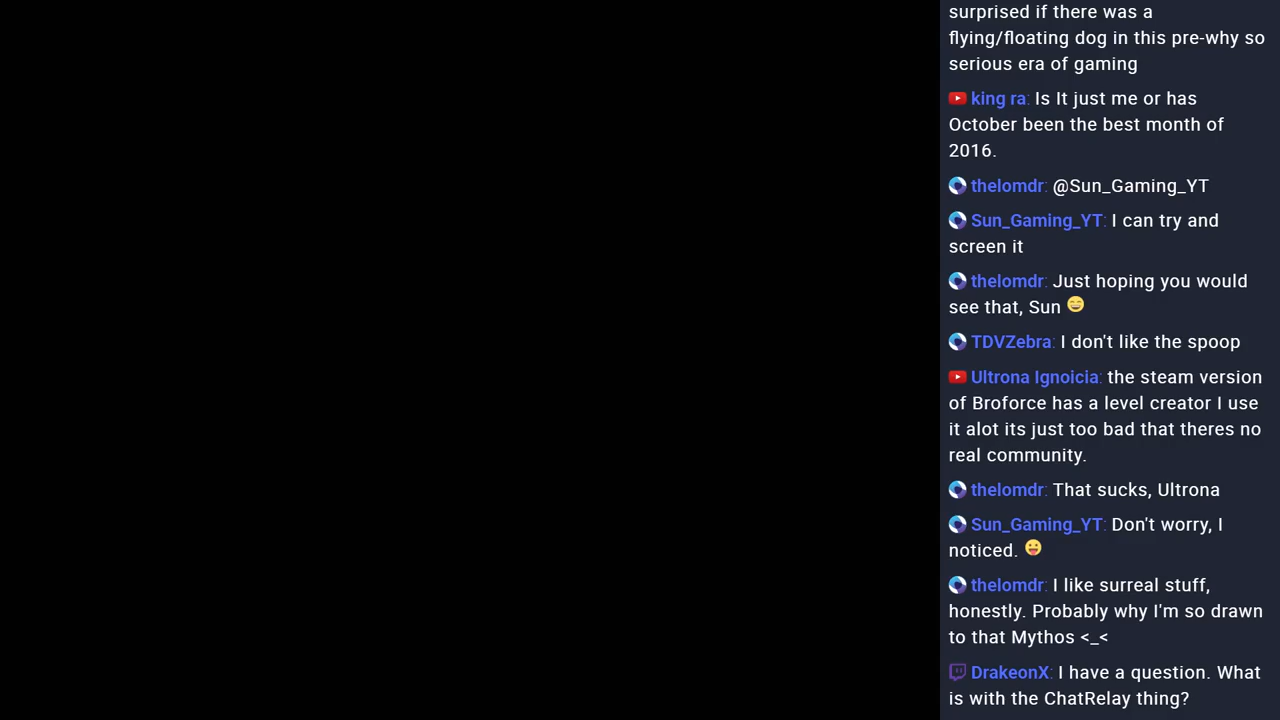 surprised if there was a
flying/floating dog in this pre-why so
serious era of gaming
king ra: Is It just me or has
October been the best month of
2016.
thelomdr: @Sun_Gaming_YT
Sun_Gaming_YT: I can try and
screen it
thelomdr: Just hoping you would
see that, Sun 😄
TDVZebra: I don't like the spoop
Ultrona Ignoicia: the steam version
of Broforce has a level creator I use
it alot its just too bad that theres no
real community.
thelomdr: That sucks, Ultrona
Sun_Gaming_YT: Don't worry, I
noticed. 😛
thelomdr: I like surreal stuff,
honestly. Probably why I'm so drawn
to that Mythos <_<
DrakeonX: I have a question. What
is with the ChatRelay thing?